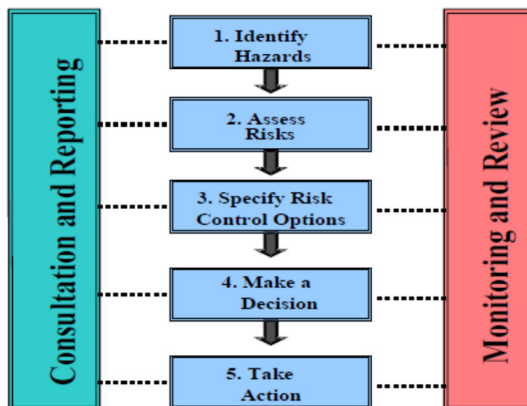 Consultation and Reporting
1. Identify
Hazards
2. Assess
Risks
3. Specify Risk
Control Options
4. Make a
Decision
5. Take
Action
Monitoring and Review